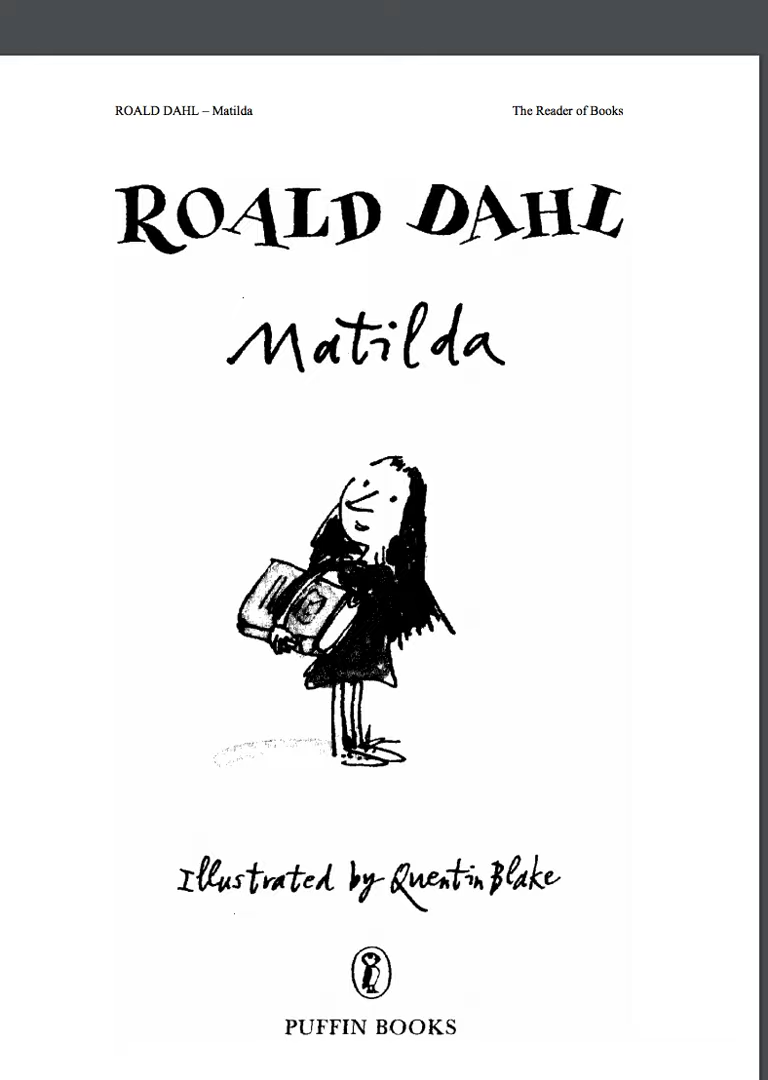 ROALD DAHL – Matilda The Reader of Books
ROALD DAHL
Matilda
Illustrated by Quentin Blake
PUFFIN BOOKS